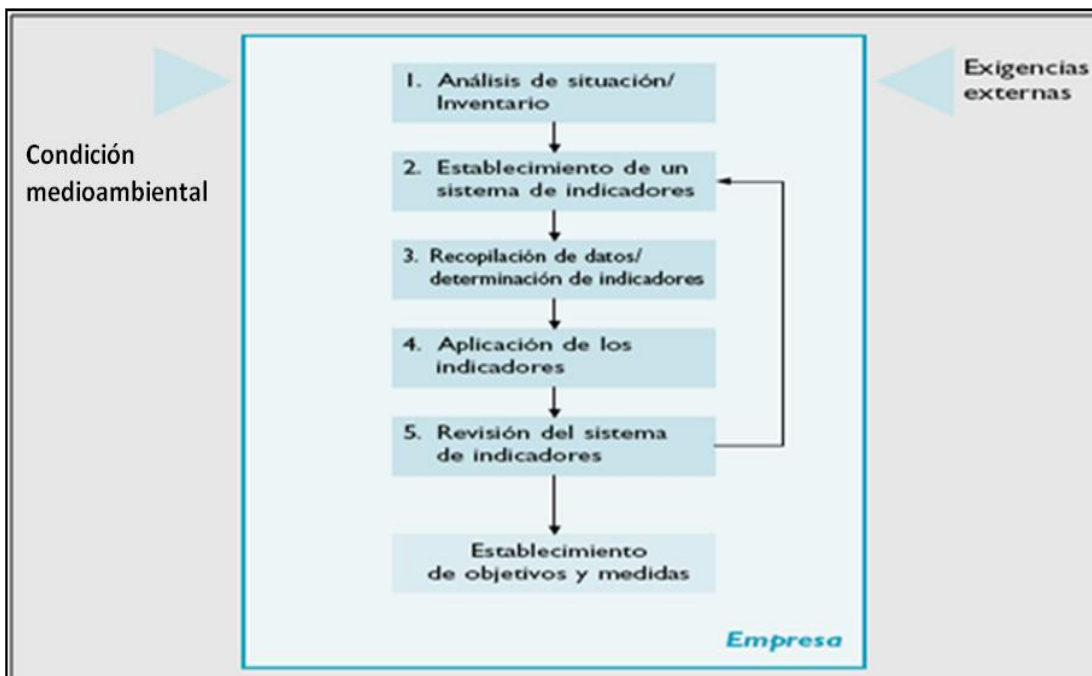 Condición
medioambiental
1. Análisis de situación/
Inventario
2. Establecimiento de un
sistema de indicadores
3. Recopilación de datos/
determinación de indicadores
4. Aplicación de los
indicadores
5. Revisión del sistema
de indicadores
Establecimiento
de objetivos y medidas
Empresa
Exigencias
externas